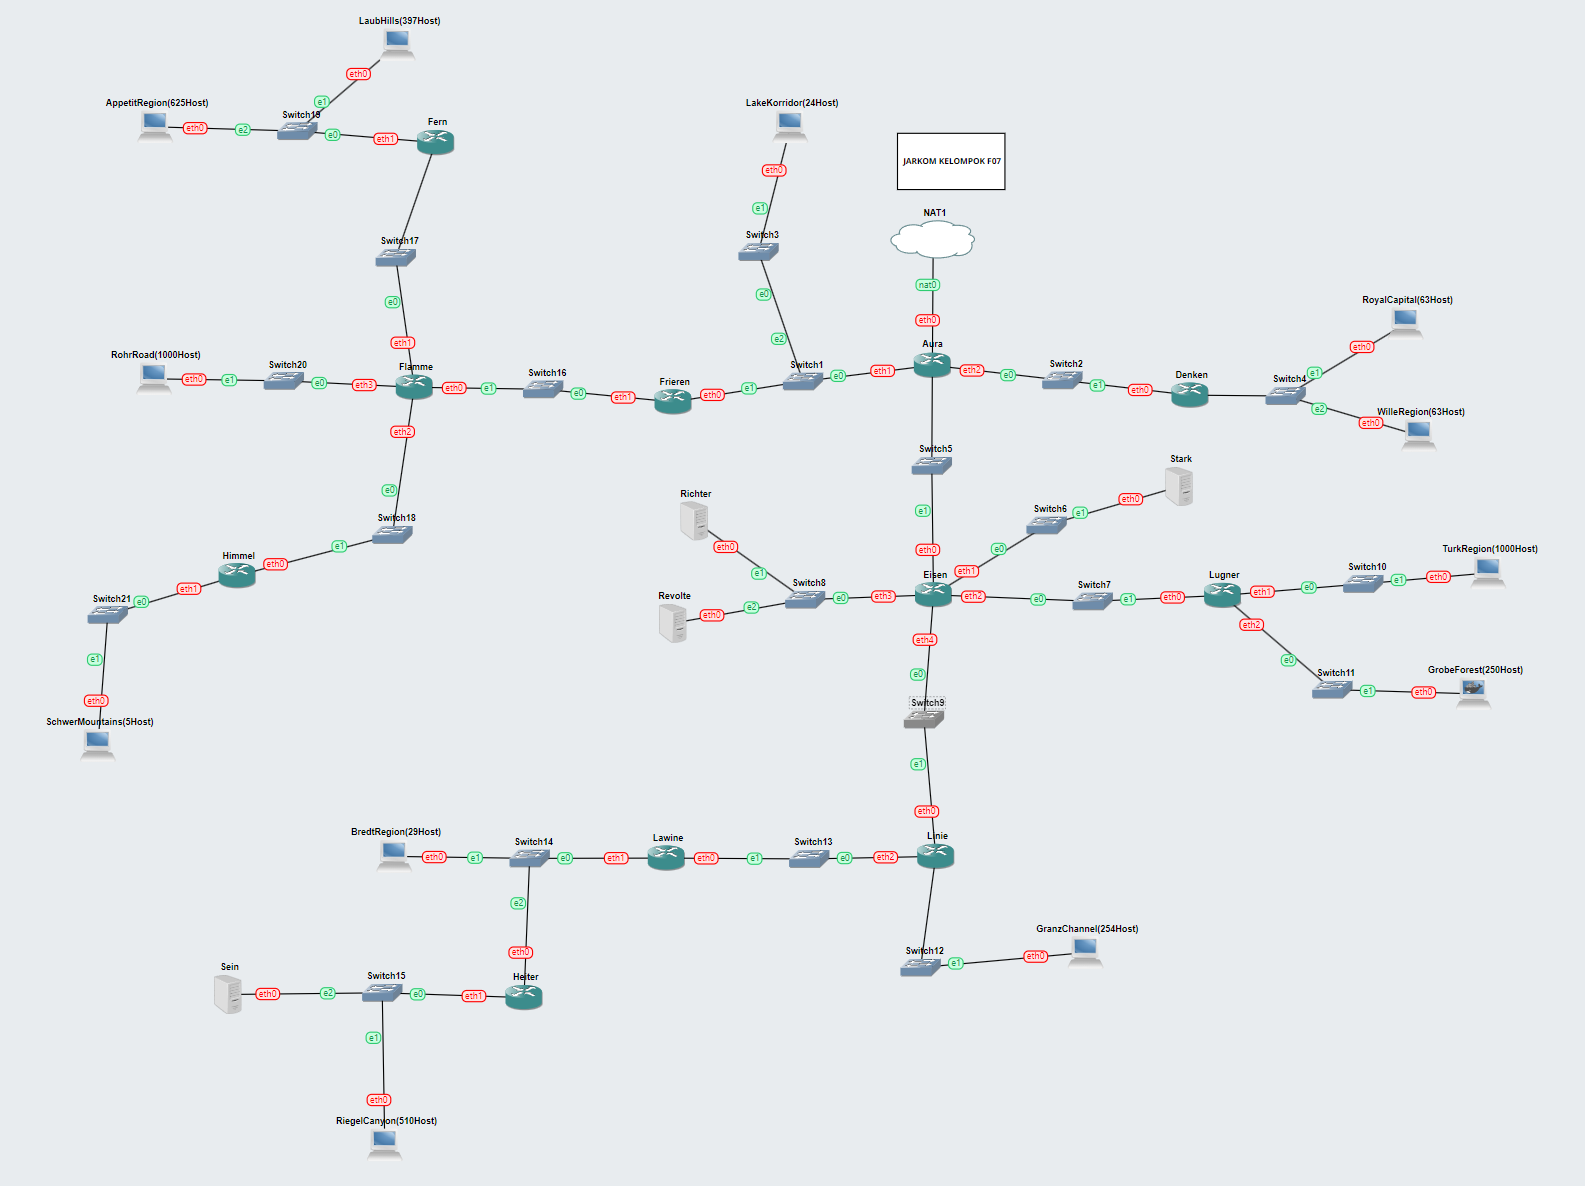 LaubHills(397Host)
eth0
e1
AppetitRegion(625Host)
eth0
e2
Switch19
e0
eth1
Fern
LakeKorridor(24Host)
eth0
e1
Switch3
e0
e2
JARKOM KELOMPOK F07
NAT1
nat0
eth0
Switch17
e0
eth1
RohrRoad(1000Host)
eth0
e1
Switch20
e0
eth3
Flamme
eth0
e1
Switch16
e0
eth1
Frieren
eth0
e1
Switch1
e0
eth1
Aura
eth2
e0
Switch2
e1
eth0
Denken
Switch4
e1
eth0
RoyalCapital(63Host)
e2
eth0
WilleRegion(63Host)
eth2
e0
Switch18
e1
eth0
Himmel
eth1
e0
Switch21
e1
eth0
SchwerMountains(5Host)
Switch5
e1
eth0
Stark
eth0
e1
Switch6
e0
eth1
Richter
eth0
e1
Switch8
e0
eth3
Eisen
eth2
e0
Switch7
e1
eth0
Lugner
eth1
e0
Switch10
e1
eth0
TurkRegion(1000Host)
Revolte
eth0
e2
eth4
e0
eth2
e0
Switch11
e1
eth0
GrobeForest(250Host)
Switch9
e1
eth0
Linie
BredtRegion(29Host)
eth0
e1
Switch14
e0
eth1
Lawine
eth0
e1
Switch13
e0
eth2
e2
eth0
Heiter
Switch12
e1
eth0
GranzChannel(254Host)
Sein
eth0
e2
Switch15
e0
eth1
e1
eth0
RiegelCanyon(510Host)